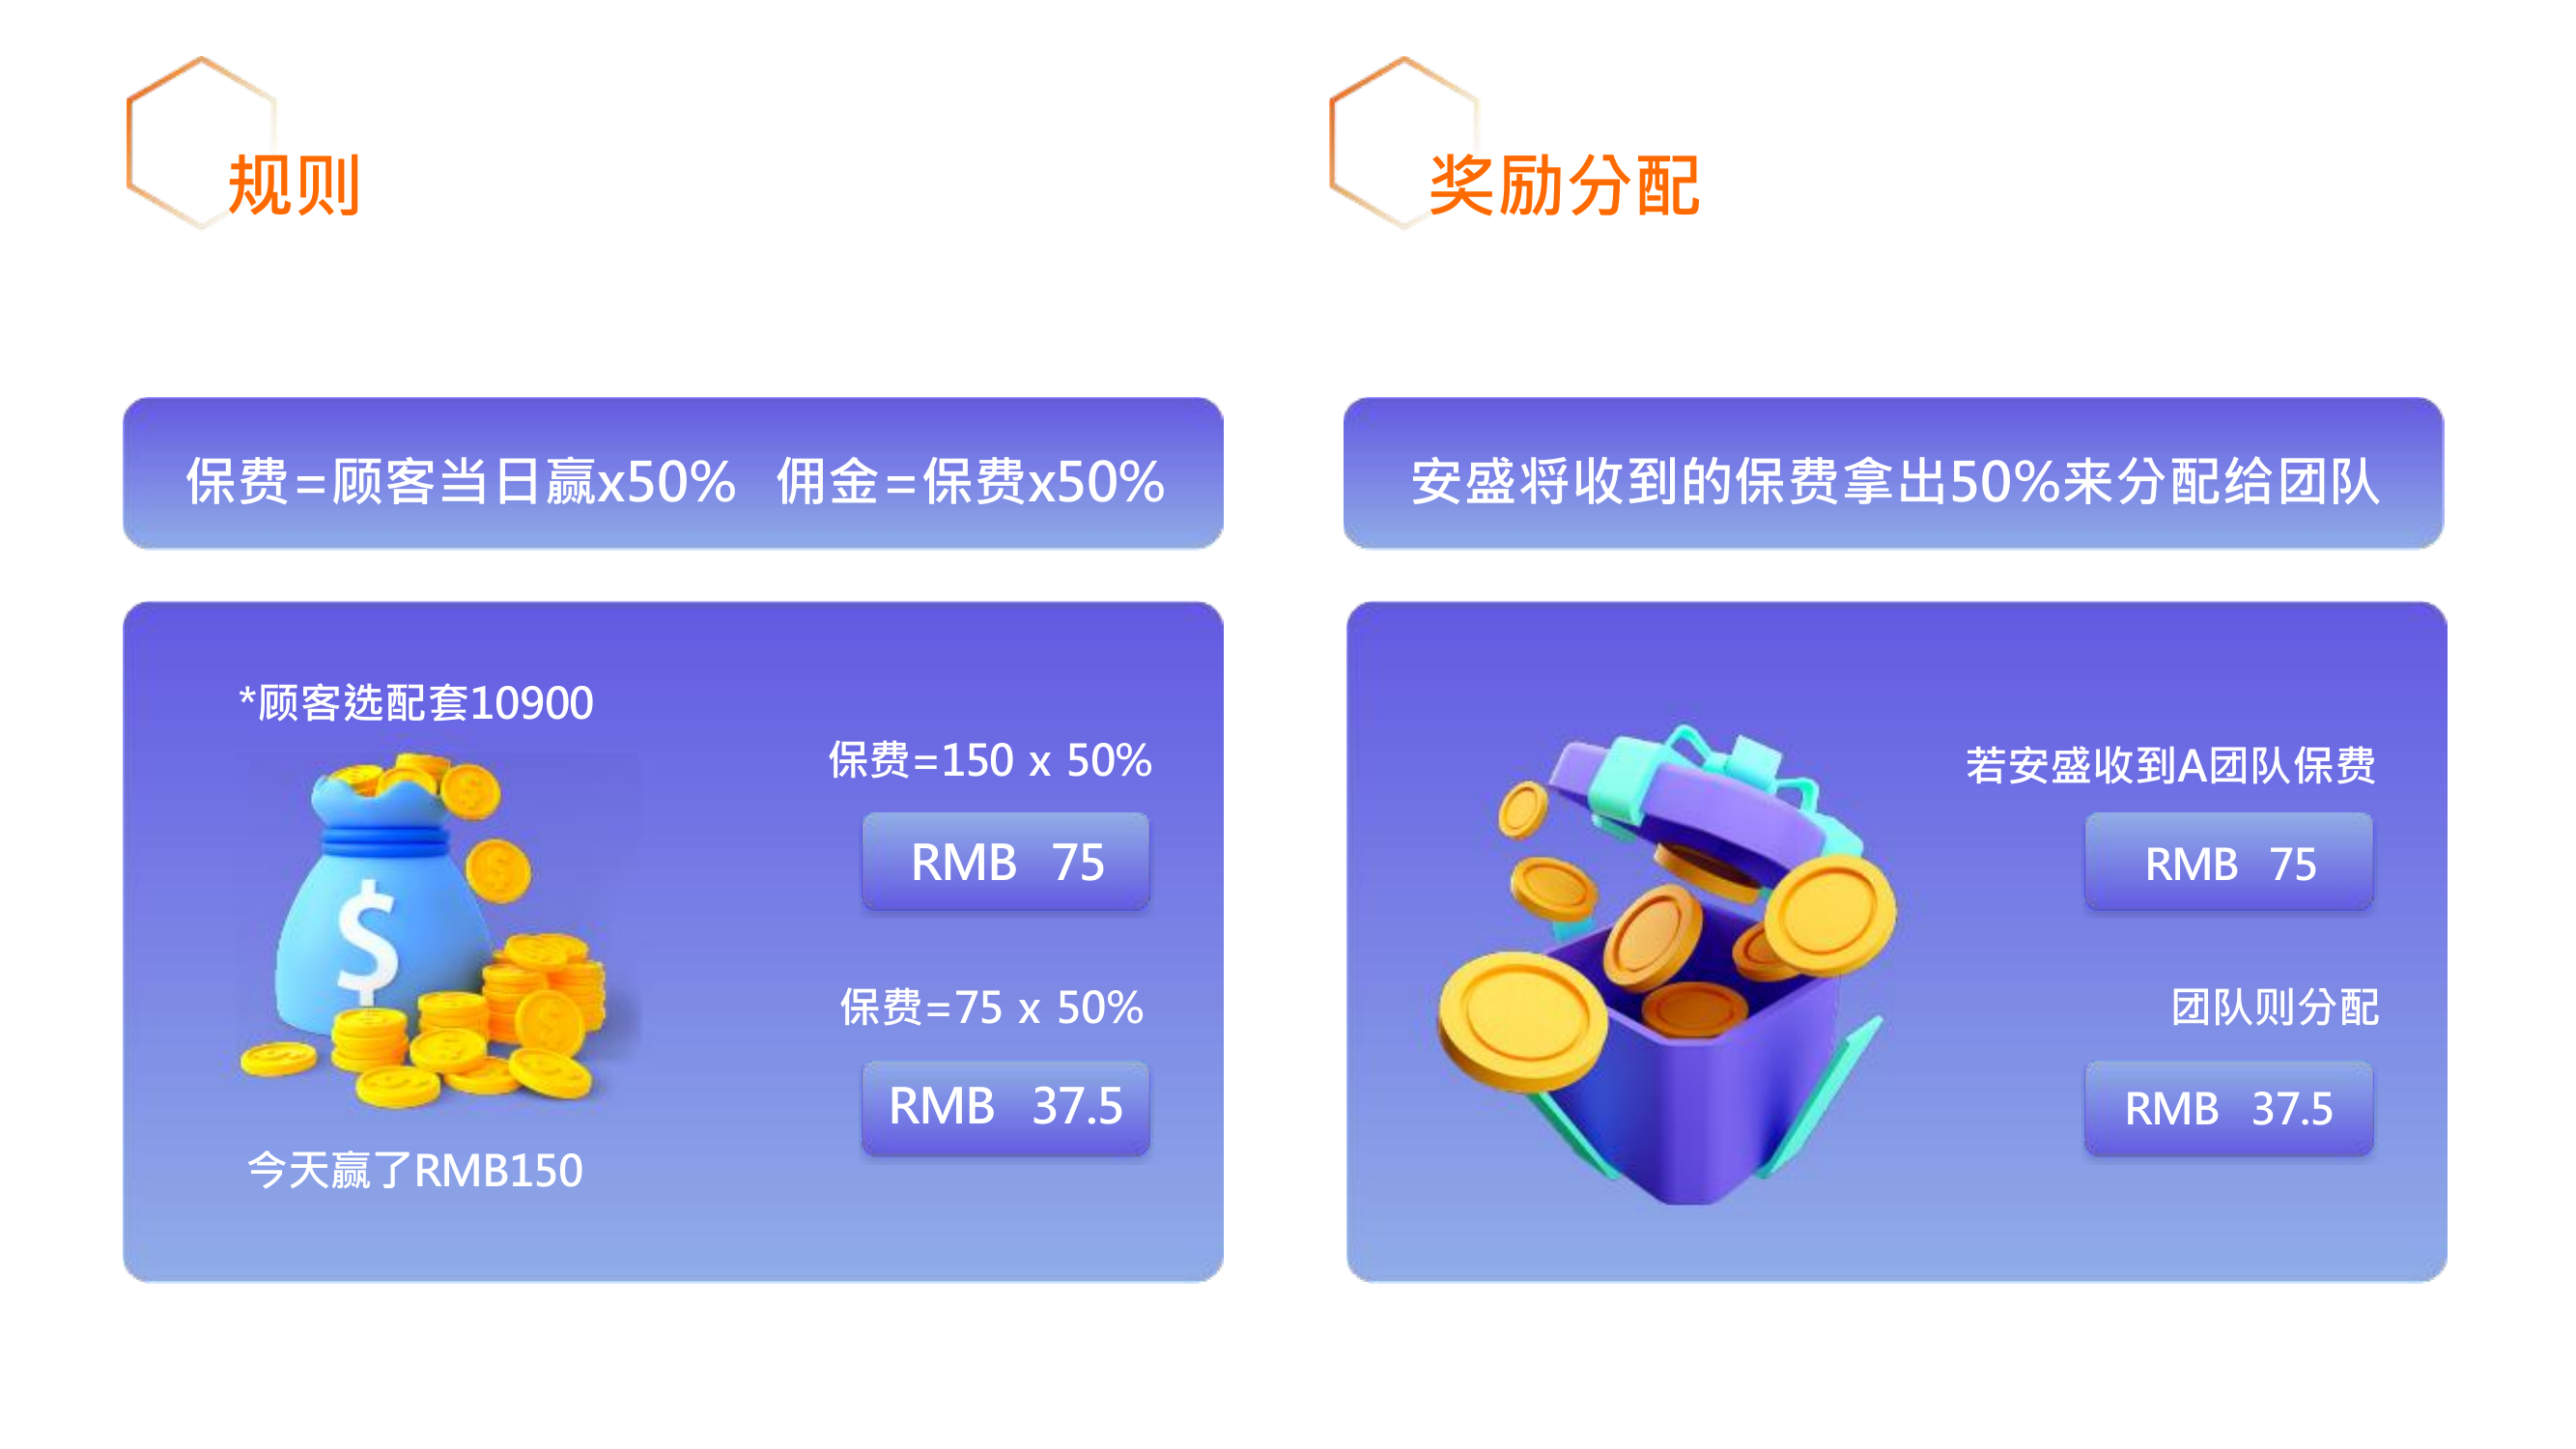 规则
保费=顾客当日赢x50% 佣金=保费x50%
*顾客选配套10900
保费=150 x 50%
RMB 75
保费=75 x 50%
RMB 37.5
$
今天赢了RMB150
奖励分配
安盛将收到的保费拿出50%来分配给团队
若安盛收到A团队保费
RMB 75
团队则分配
RMB 37.5